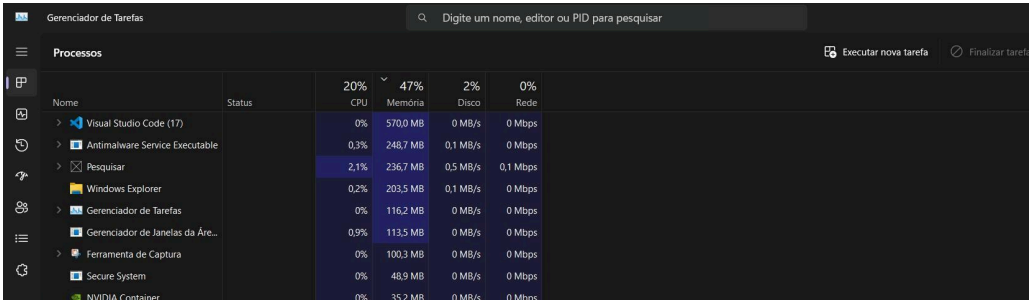 Gerenciador de Tarefas
Digite um nome, editor ou PID para pesquisar
Processos
Executar nova tarefa
Finalizar tarefa
20% 47% 2% 0%
Nome Status CPU Memória Disco Rede
Visual Studio Code (17) 0% 570,0 MB 0 MB/s 0 Mbps
Antimalware Service Executable 0,3% 248,7 MB 0,1 MB/s 0 Mbps
Pesquisar 2,1% 236,7 MB 0,5 MB/s 0,1 Mbps
Windows Explorer 0,2% 203,5 MB 0,1 MB/s 0 Mbps
Gerenciador de Tarefas 0% 116,2 MB 0 MB/s 0 Mbps
Gerenciador de Janelas da Áre... 0,9% 113,5 MB 0 MB/s 0 Mbps
Ferramenta de Captura 0% 100,3 MB 0 MB/s 0 Mbps
Secure System 0% 48,9 MB 0 MB/s 0 Mbps
NVIDIA Container 0% 35,2 MB 0 MB/s 0 Mbps